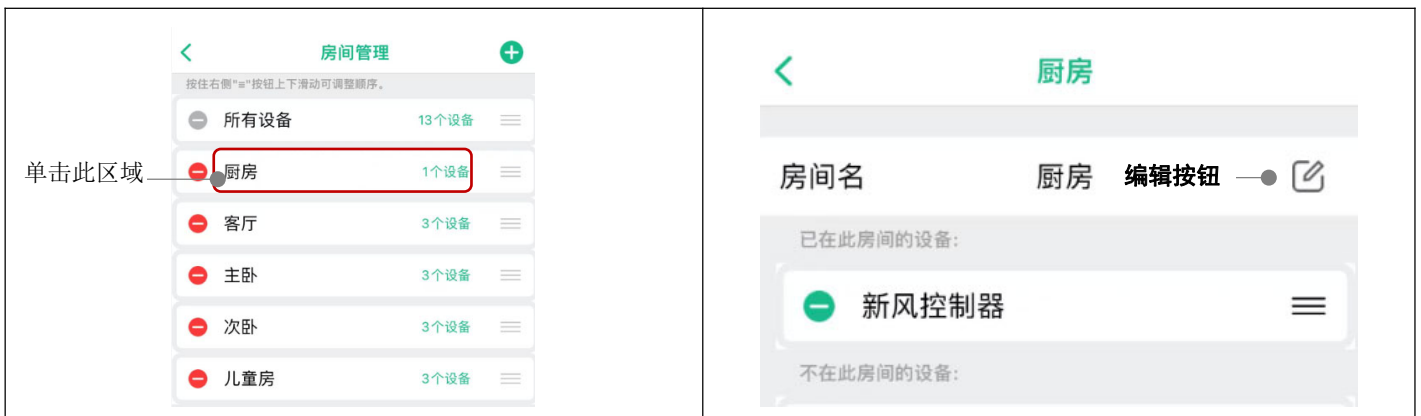 房间管理
按住右侧"≡"按钮上下滑动可调整顺序。
所有设备 13个设备
单击此区域
厨房 1个设备
客厅 3个设备
主卧 3个设备
次卧 3个设备
儿童房 3个设备
厨房
房间名 厨房 编辑按钮
已在此房间的设备:
新风控制器
不在此房间的设备: